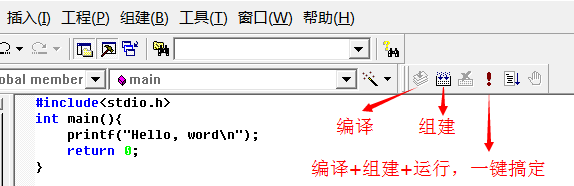 插入(I) 工程(P) 组建(B) 工具(T) 窗口(W) 帮助(H)
obal member main
#include<stdio.h>
int main(){
printf("Hello, word\n");
return 0;
}
编译 组建
编译+组建+运行，一键搞定